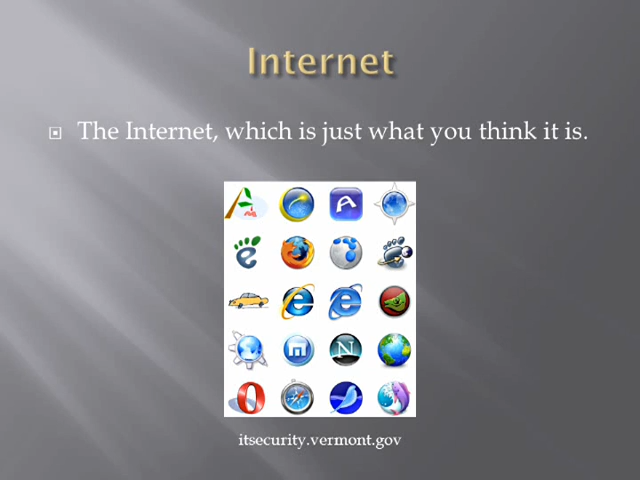 Internet
The Internet, which is just what you think it is.
itsecurity.vermont.gov